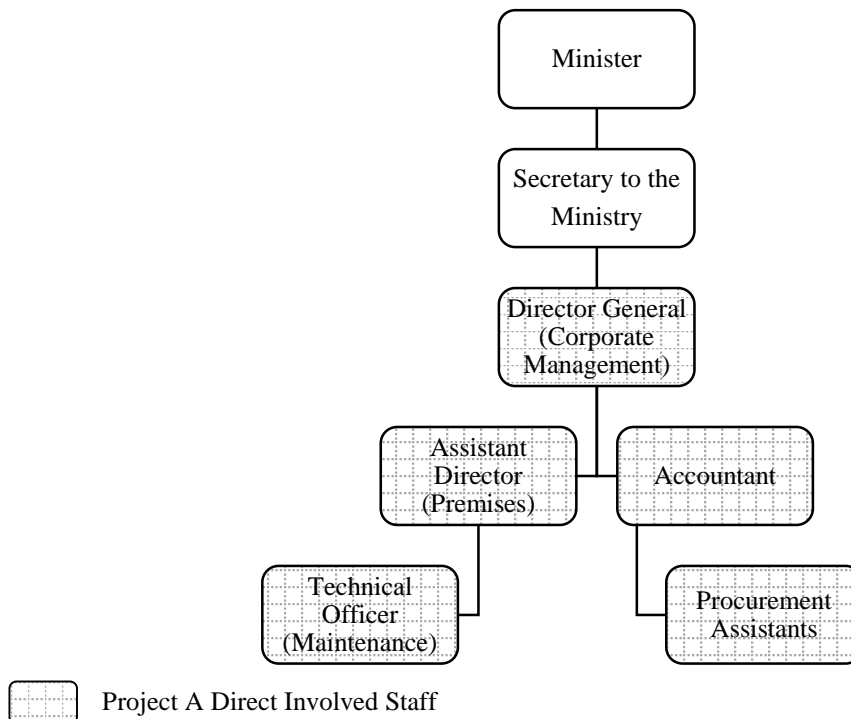 Minister
Secretary to the
Ministry
Director General
(Corporate
Management)
Assistant
Director
(Premises)
Accountant
Technical
Officer
(Maintenance)
Procurement
Assistants
Project A Direct Involved Staff